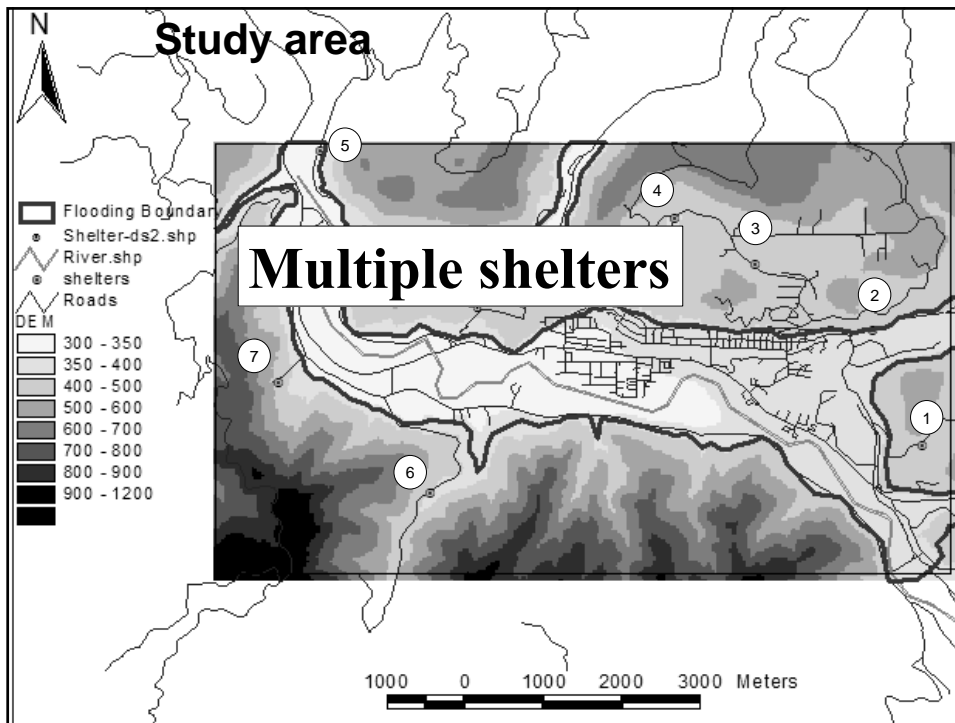 N
Study area
5
4
3
2
Multiple shelters
7
1
6
Flooding Boundary
Shelter-ds2.shp
River.shp
shelters
Roads
DEM
300 - 350
350 - 400
400 - 500
500 - 600
600 - 700
700 - 800
800 - 900
900 - 1200
1000 0 1000 2000 3000 Meters